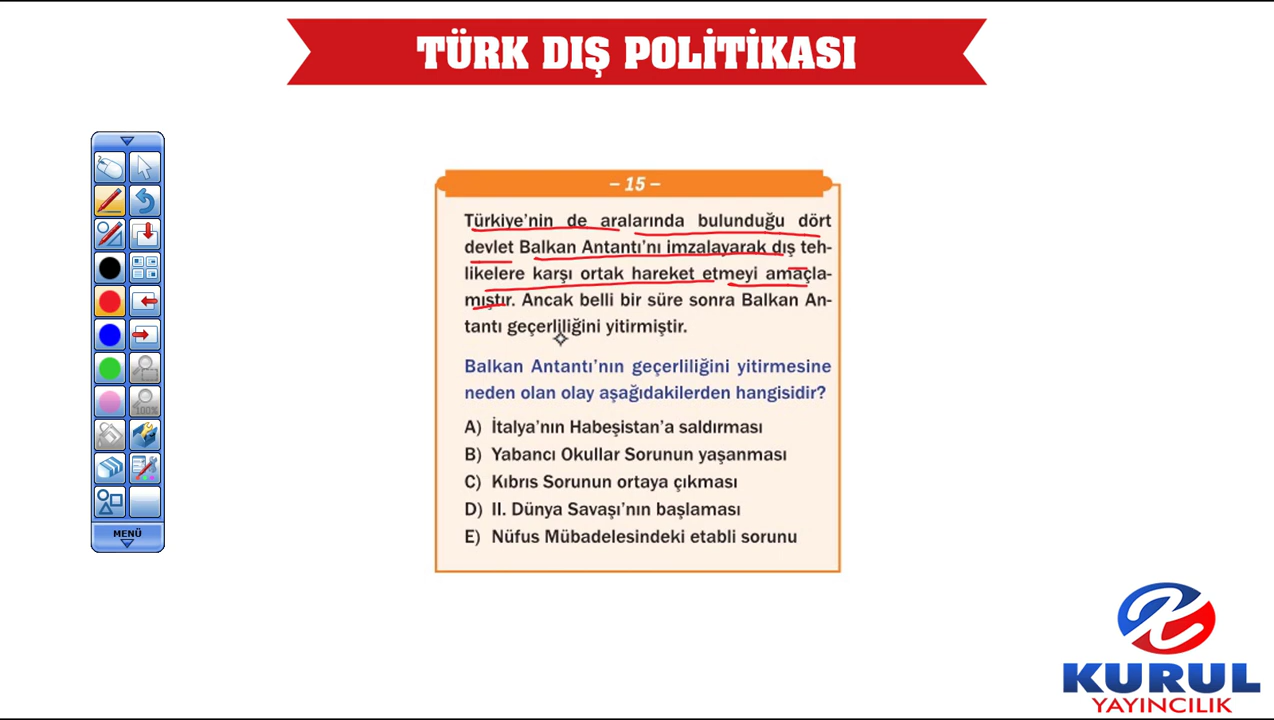 TÜRK DIŞ POLİTİKASI
– 15 –
Türkiye'nin de aralarında bulunduğu dört
devlet Balkan Antantı'nı imzalayarak dış teh-
likelere karşı ortak hareket etmeyi amaçla-
mıştır. Ancak belli bir süre sonra Balkan An-
tantı geçerliliğini yitirmiştir.
Balkan Antantı'nın geçerliliğini yitirmesine
neden olan olay aşağıdakilerden hangisidir?
A) İtalya'nın Habeşistan'a saldırması
B) Yabancı Okullar Sorunun yaşanması
C) Kıbrıs Sorunun ortaya çıkması
D) II. Dünya Savaşı'nın başlaması
E) Nüfus Mübadelesindeki etabli sorunu
100%
MENÜ
KURUL
YAYINCILIK